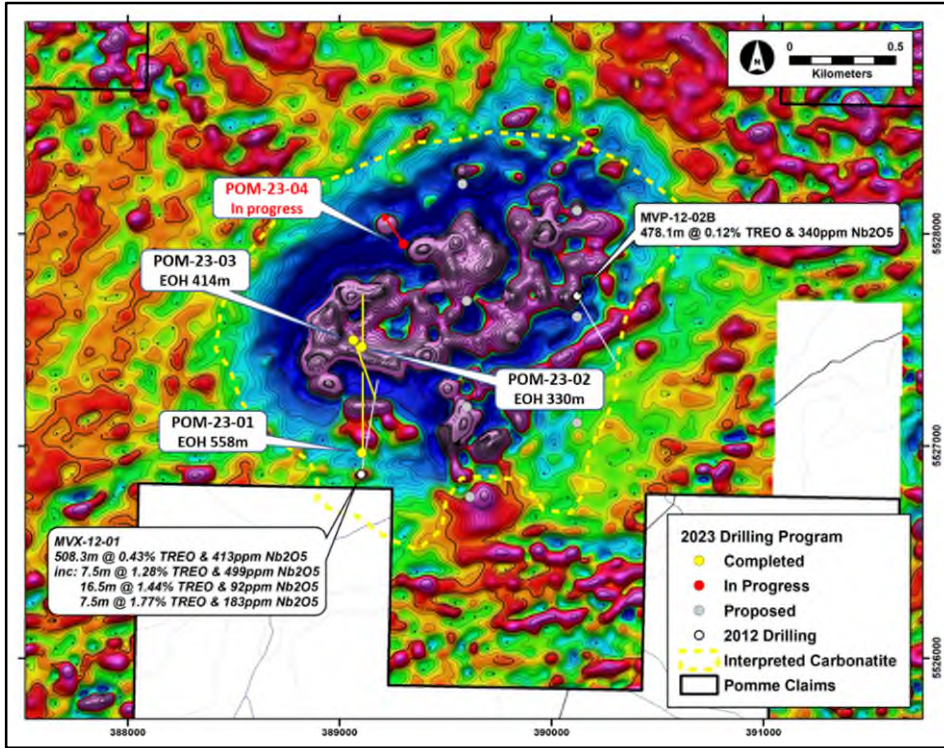 N
0 0.5
Kilometers
POM-23-04
In progress
MVP-12-02B
478.1m @ 0.12% TREO & 340ppm Nb2O5
POM-23-03
EOH 414m
POM-23-02
EOH 330m
POM-23-01
EOH 558m
MVX-12-01
508.3m @ 0.43% TREO & 413ppm Nb2O5
inc: 7.5m @ 1.28% TREO & 499ppm Nb2O5
16.5m @ 1.44% TREO & 92ppm Nb2O5
7.5m @ 1.77% TREO & 183ppm Nb2O5
2023 Drilling Program
Completed
In Progress
Proposed
2012 Drilling
Interpreted Carbonatite
Pomme Claims
5528000
5527000
5526000
388000 389000 390000 391000